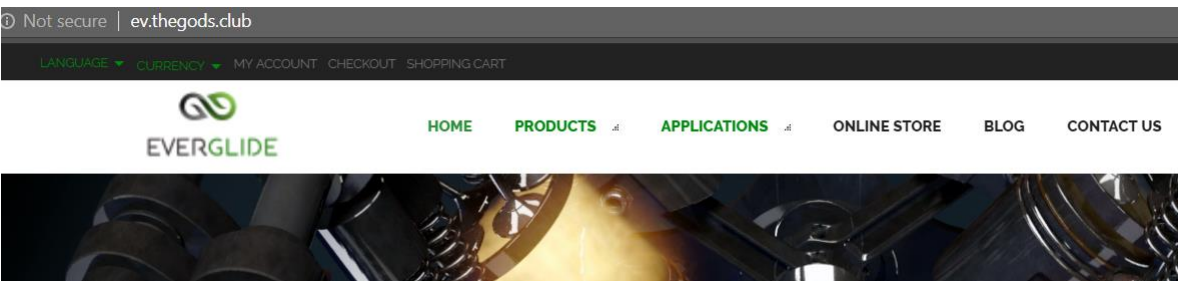 Not secure | ev.thegods.club
LANGUAGE CURRENCY MY ACCOUNT CHECKOUT SHOPPING CART
EVERGLIDE
HOME PRODUCTS APPLICATIONS ONLINE STORE BLOG CONTACT US